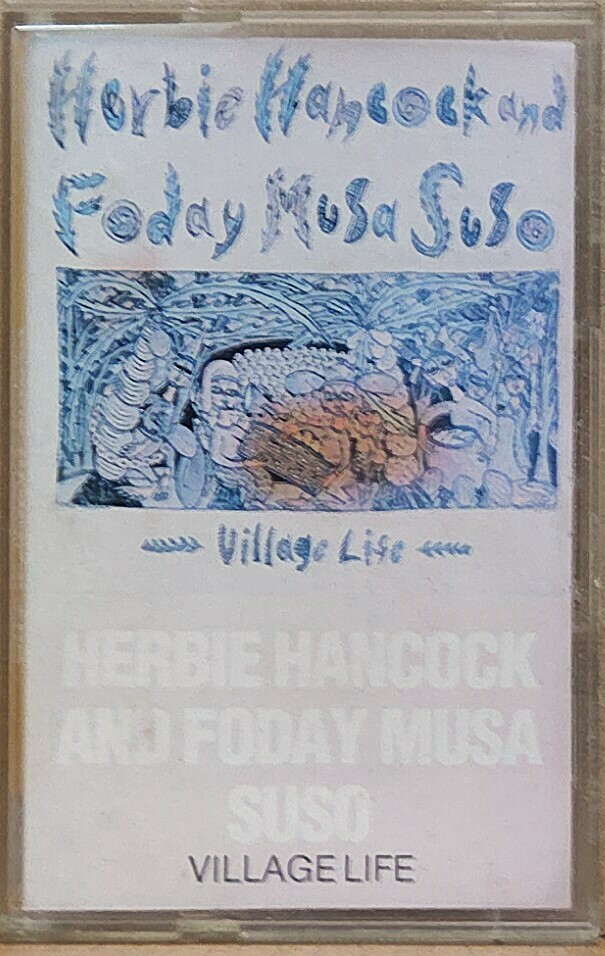 Herbie Hancock and
Foday Musa Suso
Village Life
HERBIE HANCOCK
AND FODAY MUSA
SUSO
VILLAGE LIFE